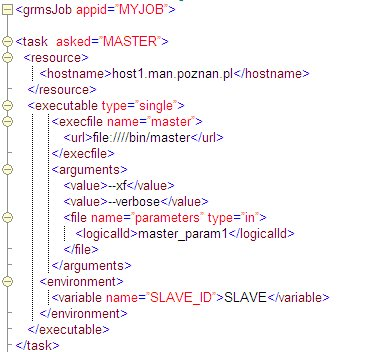 <grmsJob appid="MYJOB">
<task asked="MASTER">
<resource>
<hostname>host1.man.poznan.pl</hostname>
</resource>
<executable type="single">
<execfile name="master">
<url>file:////bin/master</url>
</execfile>
<arguments>
<value>--xf</value>
<value>--verbose</value>
<file name="parameters" type="in">
<logicalId>master_param1</logicalId>
</file>
</arguments>
<environment>
<variable name="SLAVE_ID">SLAVE</variable>
</environment>
</executable>
</task>